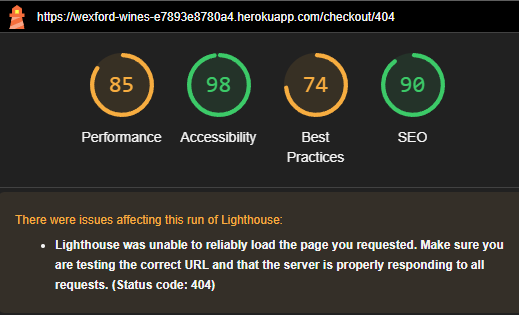 https://wexford-wines-e7893e8780a4.herokuapp.com/checkout/404
85 98 74 90
Performance Accessibility Best Practices SEO
There were issues affecting this run of Lighthouse:
• Lighthouse was unable to reliably load the page you requested. Make sure you
are testing the correct URL and that the server is properly responding to all
requests. (Status code: 404)